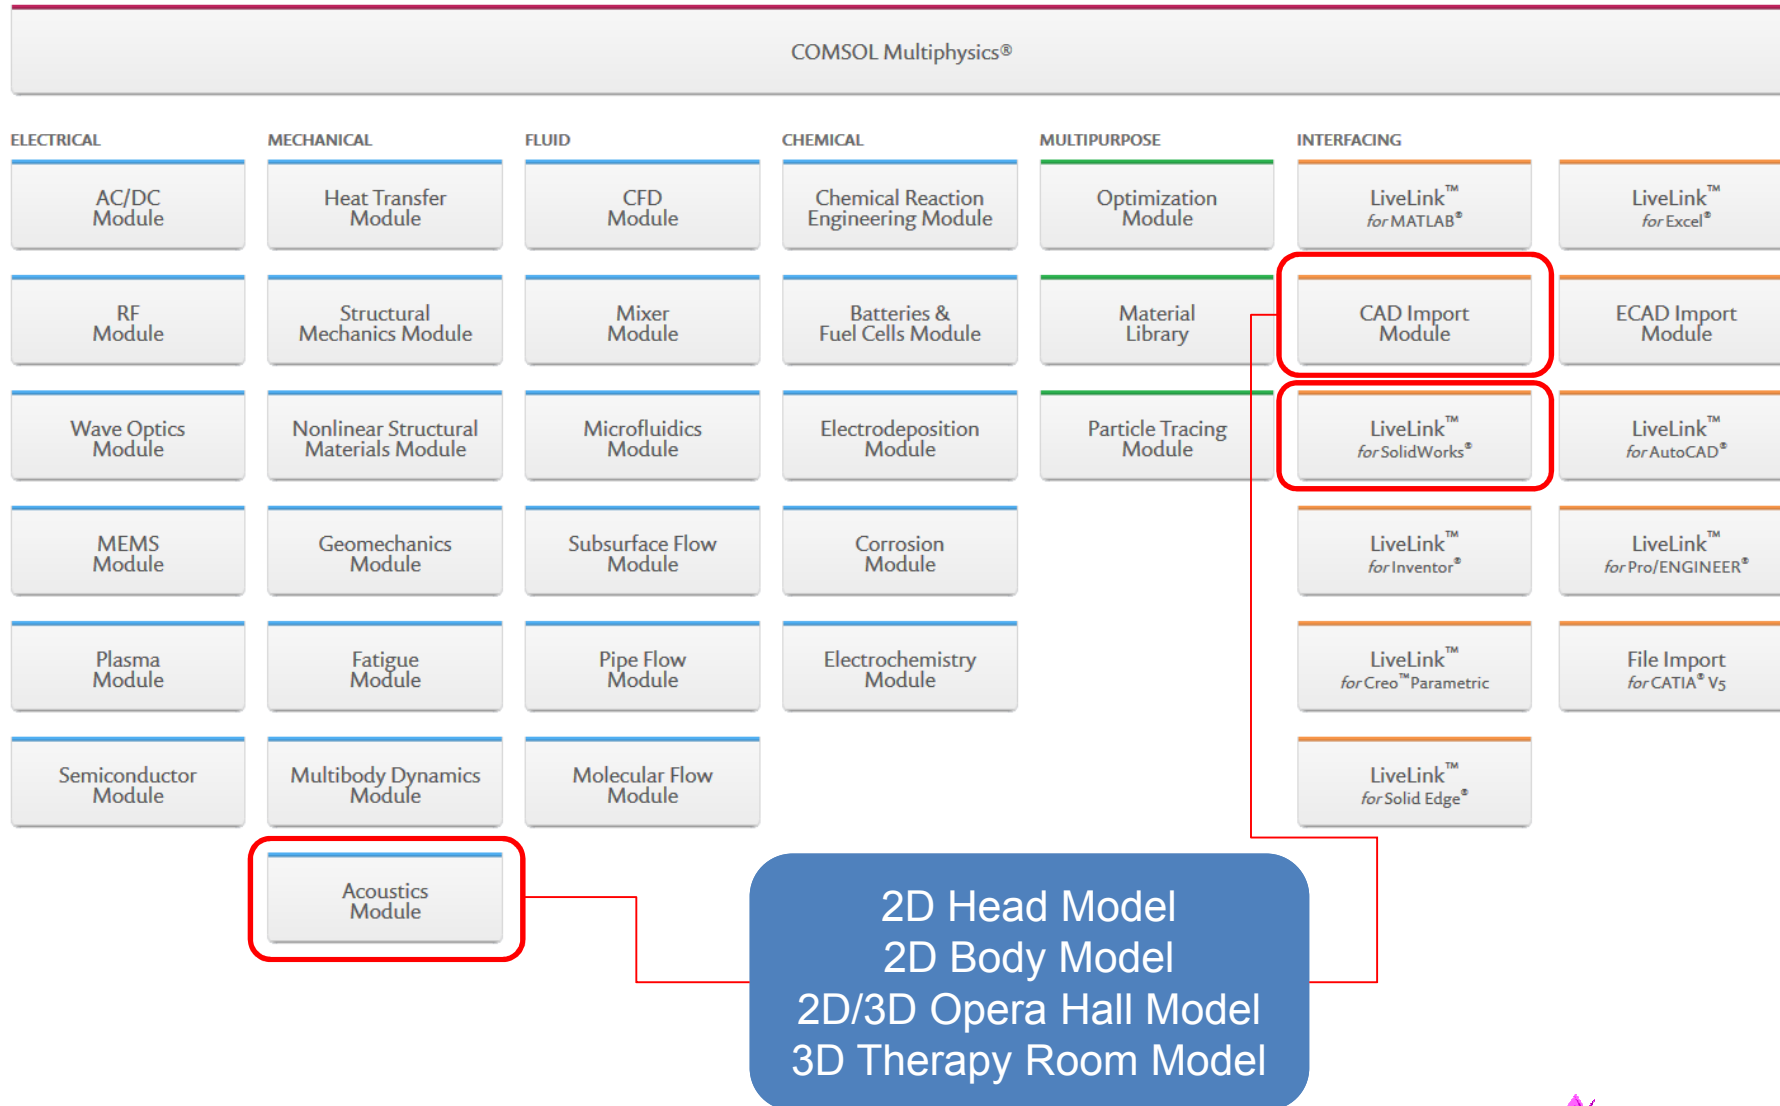 COMSOL Multiphysics®
ELECTRICAL
MECHANICAL
FLUID
CHEMICAL
MULTIPURPOSE
INTERFACING
AC/DC
Module
Heat Transfer
Module
CFD
Module
Chemical Reaction
Engineering Module
Optimization
Module
LiveLink™
for MATLAB®
LiveLink™
for Excel®
RF
Module
Structural
Mechanics Module
Mixer
Module
Batteries &
Fuel Cells Module
Material
Library
CAD Import
Module
ECAD Import
Module
Wave Optics
Module
Nonlinear Structural
Materials Module
Microfluidics
Module
Electrodeposition
Module
Particle Tracing
Module
LiveLink™
for SolidWorks®
LiveLink™
for AutoCAD®
MEMS
Module
Geomechanics
Module
Subsurface Flow
Module
Corrosion
Module
LiveLink™
for Inventor®
LiveLink™
for Pro/ENGINEER®
Plasma
Module
Fatigue
Module
Pipe Flow
Module
Electrochemistry
Module
LiveLink™
for Creo™ Parametric
File Import
for CATIA® V5
Semiconductor
Module
Multibody Dynamics
Module
Molecular Flow
Module
LiveLink™
for Solid Edge®
Acoustics
Module
2D Head Model
2D Body Model
2D/3D Opera Hall Model
3D Therapy Room Model